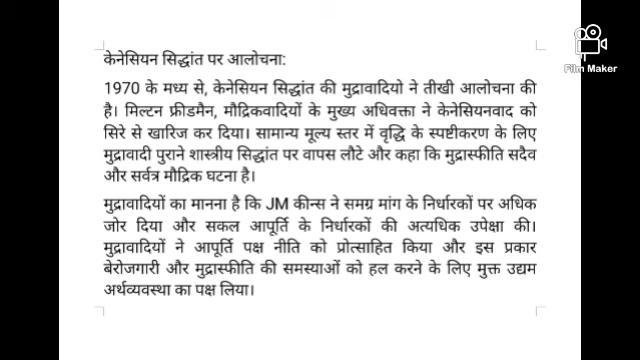 केनेसियन सिद्धांत पर आलोचना:
1970 के मध्य से, केनेसियन सिद्धांत की मुद्रावादियो ने तीखी आलोचना की
है। मिल्टन फ्रीडमैन, मौद्रिकवादियों के मुख्य अधिवक्ता ने केनेसियनवाद को
सिरे से खारिज कर दिया। सामान्य मूल्य स्तर में वृद्धि के स्पष्टीकरण के लिए
मुद्रावादी पुराने शास्त्रीय सिद्धांत पर वापस लौटे और कहा कि मुद्रास्फीति सदैव
और सर्वत्र मौद्रिक घटना है।
मुद्रावादियों का मानना है कि JM कीन्स ने समग्र मांग के निर्धारकों पर अधिक
जोर दिया और सकल आपूर्ति के निर्धारकों की अत्यधिक उपेक्षा की।
मुद्रावादियों ने आपूर्ति पक्ष नीति को प्रोत्साहित किया और इस प्रकार
बेरोजगारी और मुद्रास्फीति की समस्याओं को हल करने के लिए मुक्त उद्यम
अर्थव्यवस्था का पक्ष लिया।
Film Maker